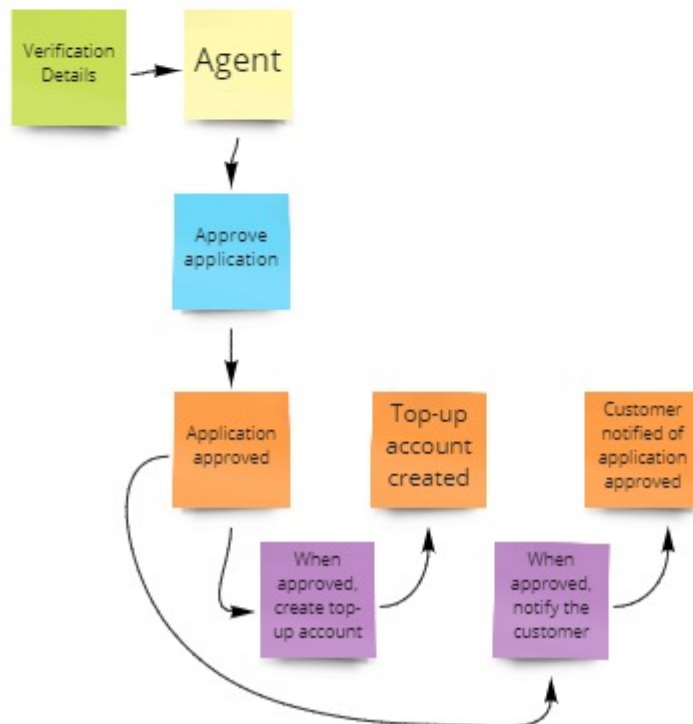 Verification
Details
Agent
Approve
application
Application
approved
Top-up
account
created
Customer
notified of
application
approved
When
approved,
create top-
up account
When
approved,
notify the
customer